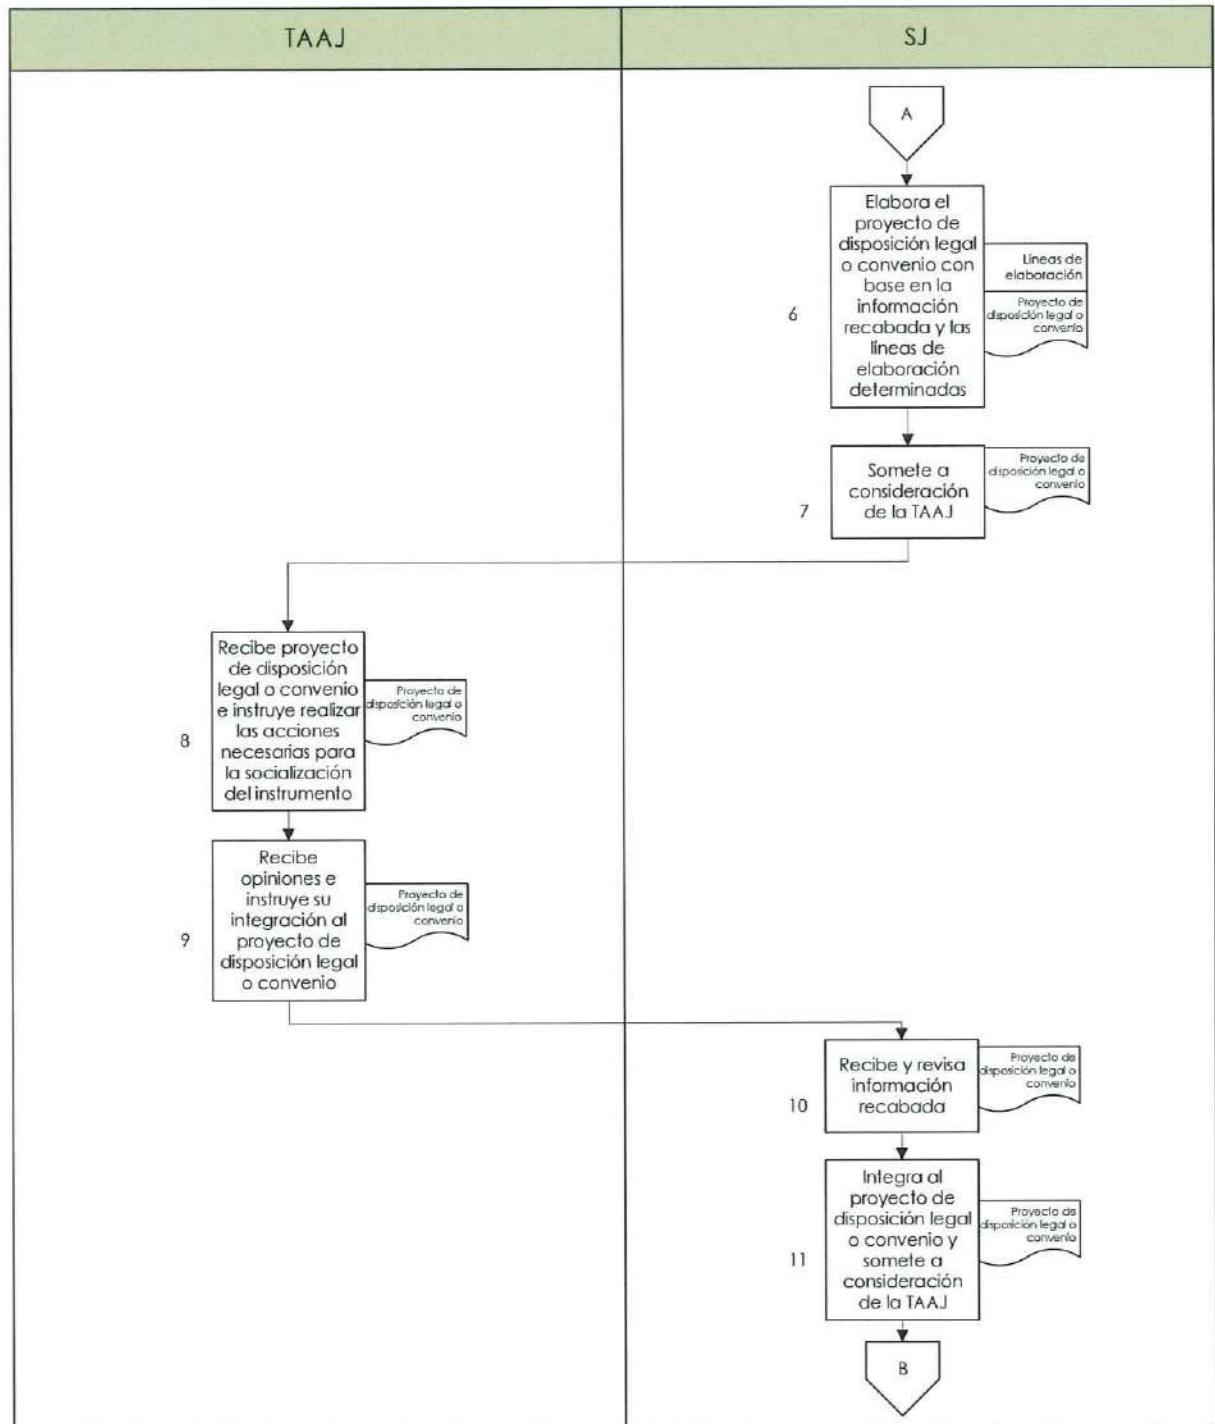 TAAJ
SJ
A
Elabora el
proyecto de
disposición legal
o convenio con
base en la
información
recabada y las
líneas de
elaboración
determinadas
6
Líneas de
elaboración
Proyecto de
disposición legal o
convenio
Somete a
consideración
de la TAAJ
7
Proyecto de
disposición legal o
convenio
Recibe proyecto
de disposición
legal o convenio
e instruye realizar
las acciones
necesarias para
la socialización
del instrumento
8
Proyecto de
disposición legal o
convenio
Recibe
opiniones e
instruye su
integración al
proyecto de
disposición legal
o convenio
9
Proyecto de
disposición legal o
convenio
Recibe y revisa
información
recabada
10
Proyecto de
disposición legal o
convenio
Integra al
proyecto de
disposición legal
o convenio y
somete a
consideración
de la TAAJ
11
Proyecto de
disposición legal o
convenio
B